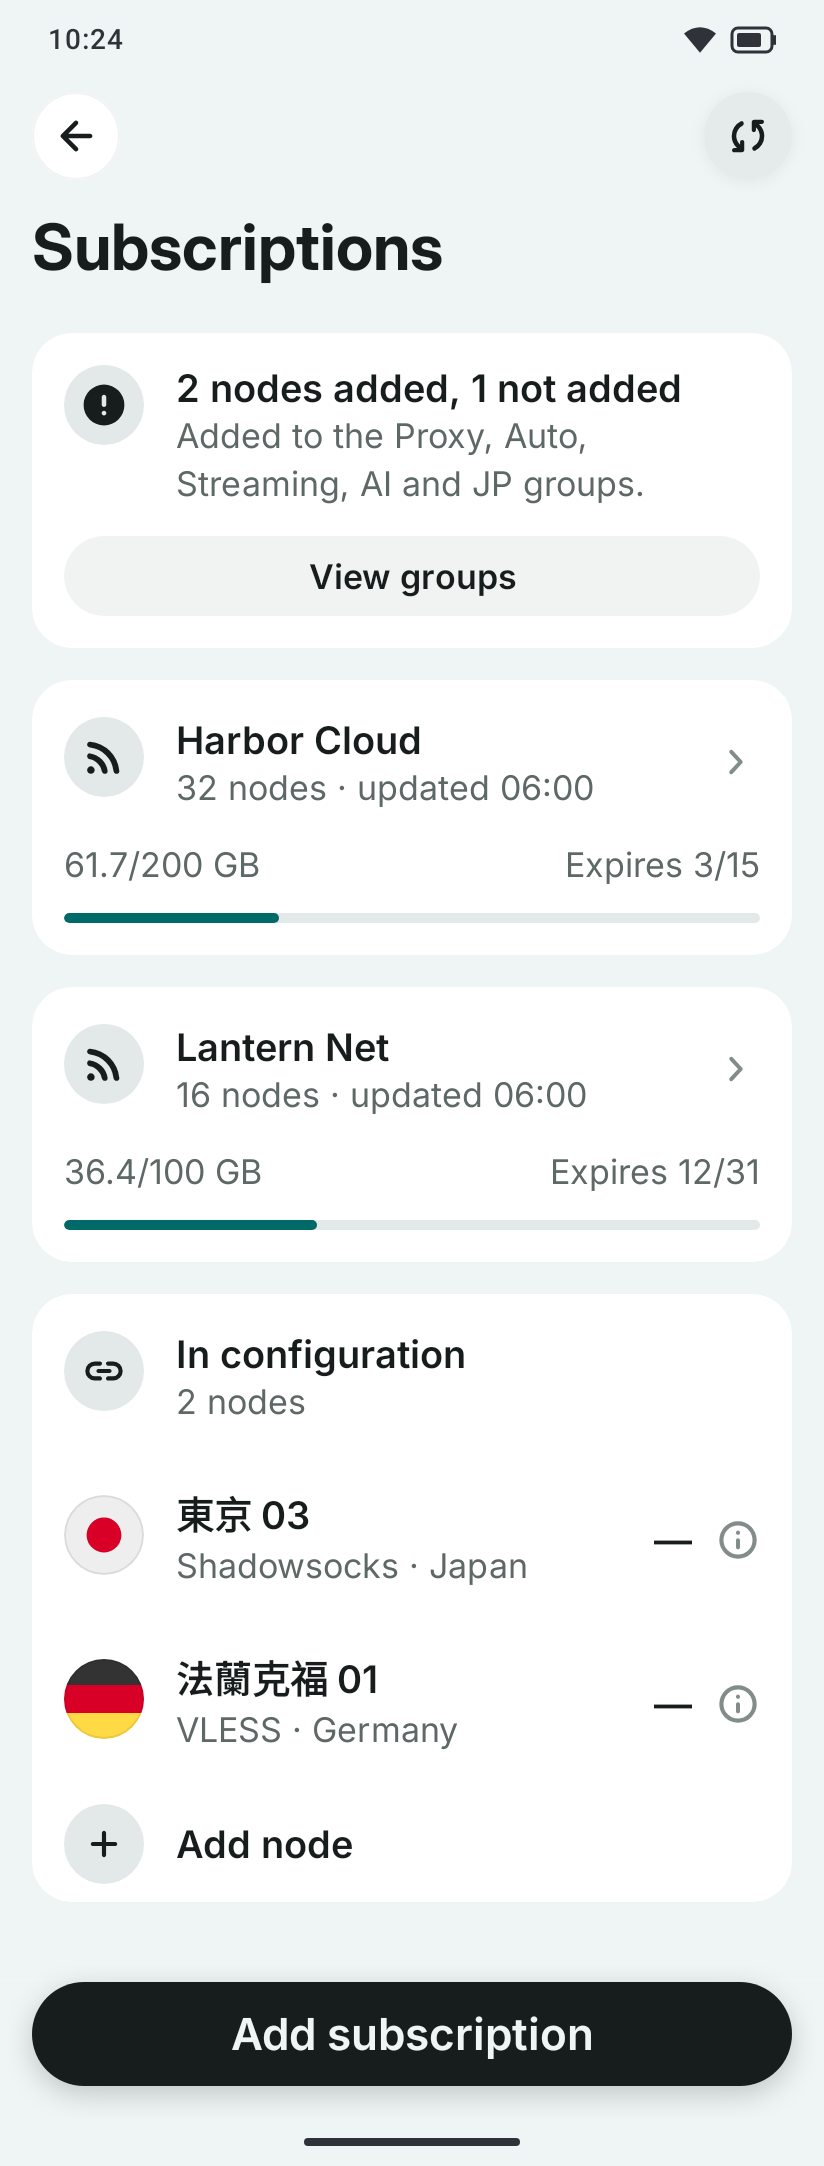 10:24
Subscriptions
2 nodes added, 1 not added
Added to the Proxy, Auto,
Streaming, AI and JP groups.
View groups
Harbor Cloud
32 nodes · updated 06:00
61.7/200 GB
Expires 3/15
Lantern Net
16 nodes · updated 06:00
36.4/100 GB
Expires 12/31
In configuration
2 nodes
東京 03
Shadowsocks · Japan
—
法蘭克福 01
VLESS · Germany
—
Add node
Add subscription